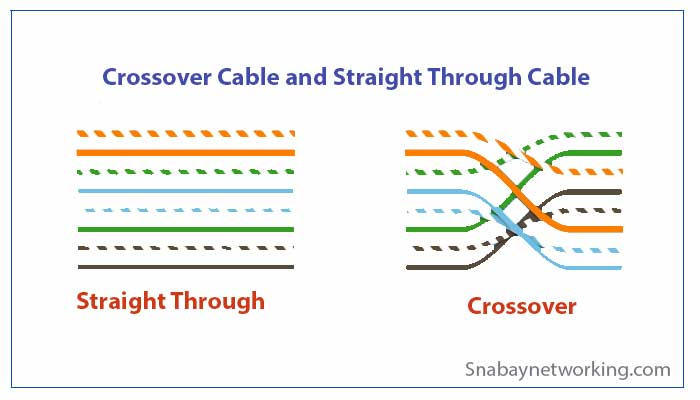 Crossover Cable and Straight Through Cable
Straight Through
Crossover
Snabaynetworking.com